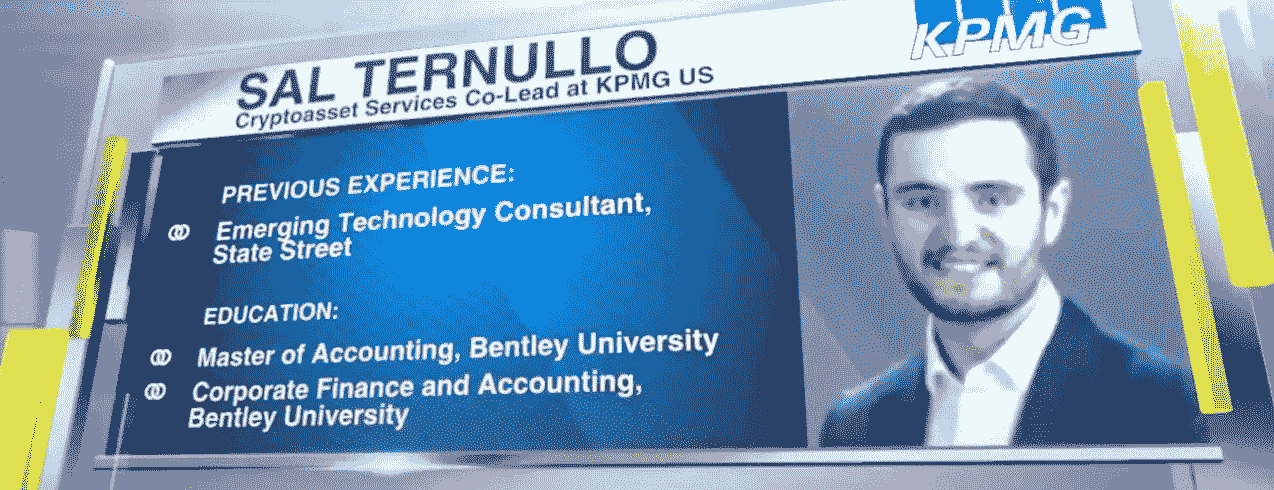 KPMG
SAL TERNULLO
Cryptoasset Services Co-Lead at KPMG US
PREVIOUS EXPERIENCE:
Emerging Technology Consultant,
State Street
EDUCATION:
Master of Accounting, Bentley University
Corporate Finance and Accounting,
Bentley University